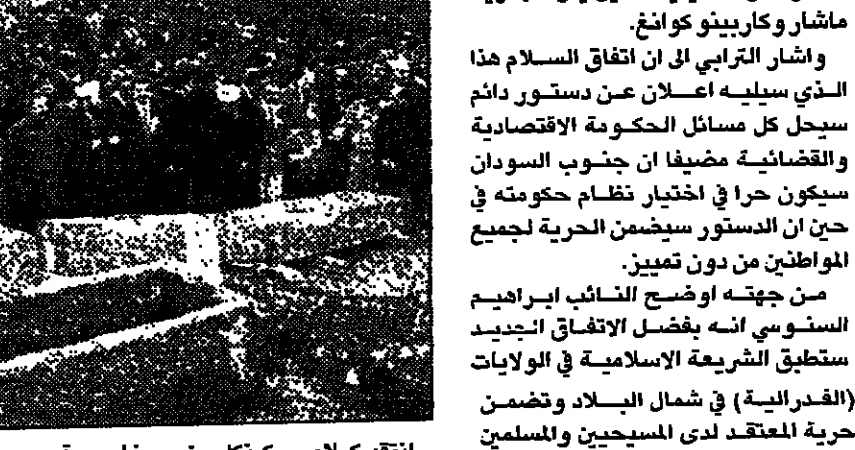 ماشار وكاربينو كوانغ.
واشار الترابي الى ان اتفاق السلام هذا
الذي سيليه اعلان عن دستور دائم
سيحل كل مسائل الحكومة الاقتصادية
والقضائية مضيفا ان جنوب السودان
سيكون حرا في اختيار نظام حكومته في
حين ان الدستور سيضمن الحرية لجميع
المواطنين من دون تمييز.
من جهته اوضح النائب ابراهيم
السنوسي انه بفضل الاتفاق الجديد
ستطبق الشريعة الاسلامية في الولايات
(الفدرالية) في شمال البلاد وتضمن
حرية المعتقد لدى المسيحيين والمسلمين